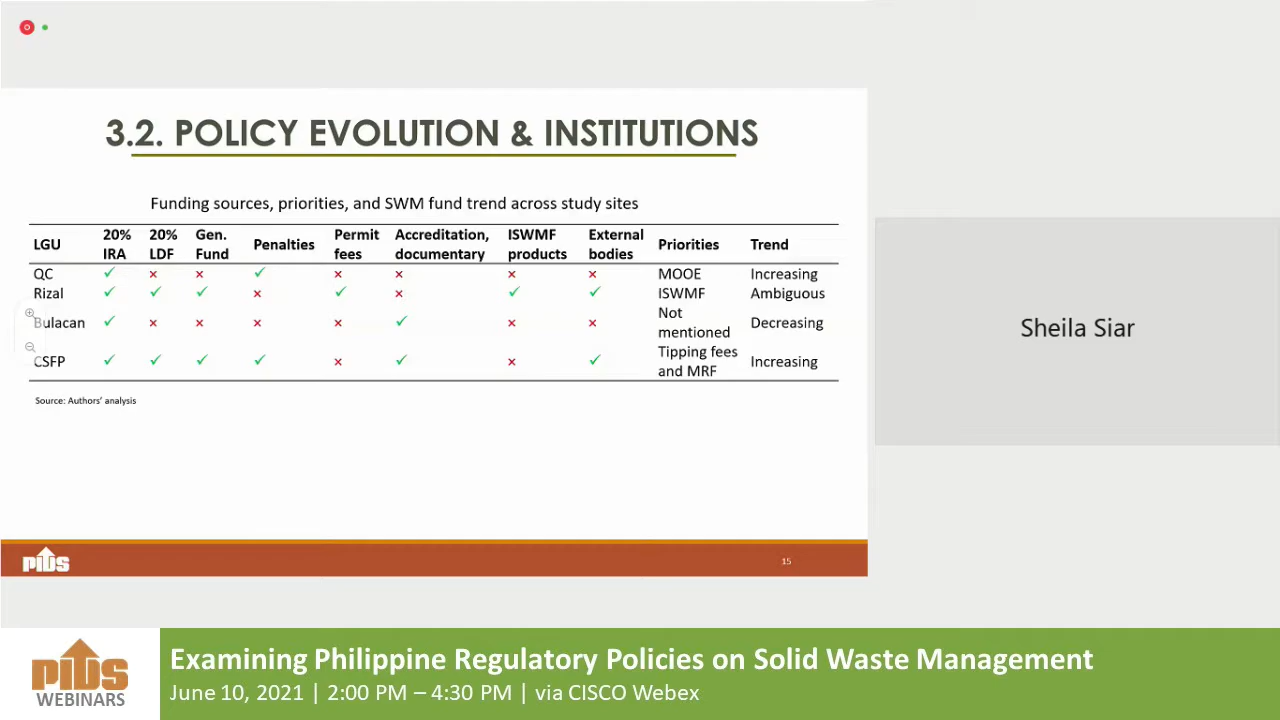 3.2. POLICY EVOLUTION & INSTITUTIONS
Funding sources, priorities, and SWM fund trend across study sites
LGU 20% IRA 20% LDF Gen. Fund Penalties Permit fees Accreditation, documentary ISWMF products External bodies Priorities Trend
QC ✓ × × ✓ × × × × MOOE Increasing
Rizal ✓ ✓ ✓ × ✓ × ✓ ✓ ISWMF Ambiguous
Bulacan ✓ × × × × ✓ × × Not mentioned Decreasing
CSFP ✓ ✓ ✓ ✓ × ✓ × ✓ Tipping fees and MRF Increasing
Source: Authors' analysis
PIDS
15
Sheila Siar
PIDS
WEBINARS
Examining Philippine Regulatory Policies on Solid Waste Management
June 10, 2021 | 2:00 PM – 4:30 PM | via CISCO Webex